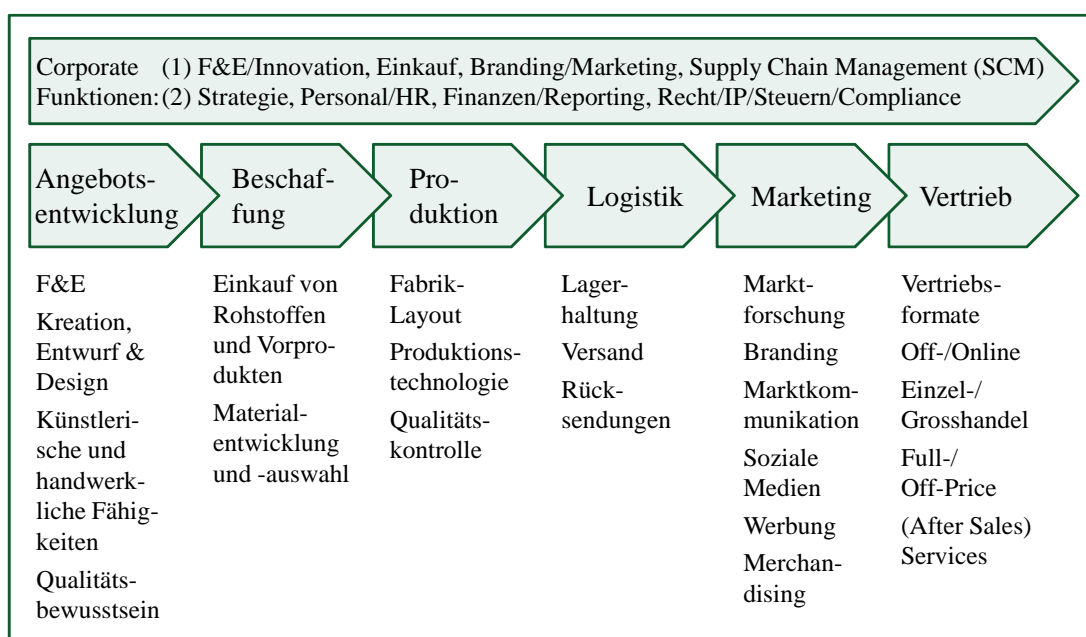 Corporate (1) F&E/Innovation, Einkauf, Branding/Marketing, Supply Chain Management (SCM)
Funktionen: (2) Strategie, Personal/HR, Finanzen/Reporting, Recht/IP/Steuern/Compliance
Angebots-
entwicklung
Beschaf-
fung
Pro-
duktion
Logistik
Marketing
Vertrieb
F&E
Kreation,
Entwurf &
Design
Künstleri-
sche und
handwerk-
liche Fähig-
keiten
Qualitäts-
bewusstsein
Einkauf von
Rohstoffen
und Vorpro-
dukten
Material-
entwicklung
und -auswahl
Fabrik-
Layout
Produktions-
technologie
Qualitäts-
kontrolle
Lager-
haltung
Versand
Rück-
sendungen
Markt-
forschung
Branding
Marktkom-
munikation
Soziale
Medien
Werbung
Merchan-
dising
Vertriebs-
formate
Off-/Online
Einzel-/
Grosshandel
Full-/
Off-Price
(After Sales)
Services